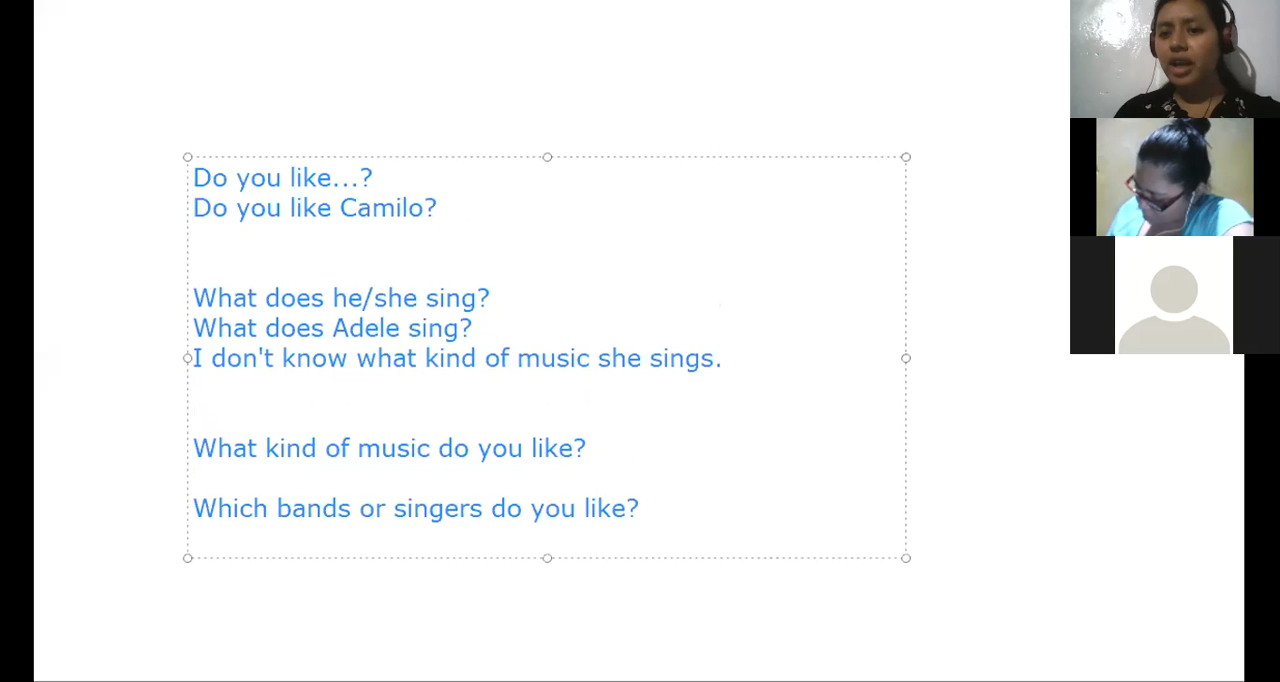 Do you like...?
Do you like Camilo?
What does he/she sing?
What does Adele sing?
I don't know what kind of music she sings.
What kind of music do you like?
Which bands or singers do you like?